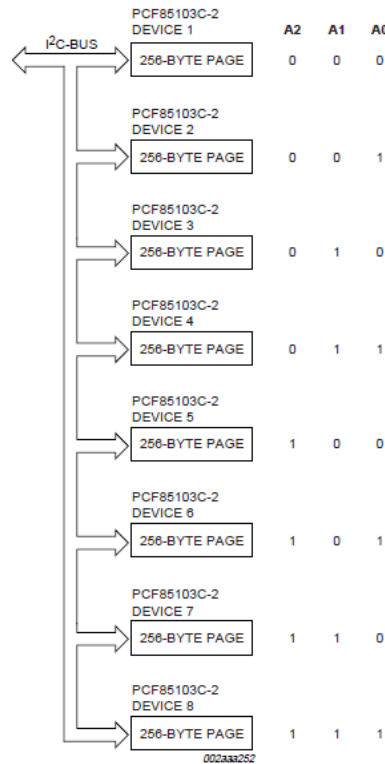 PCF85103C-2
DEVICE 1 A2 A1 A0
I2C-BUS
256-BYTE PAGE 0 0 0
PCF85103C-2
DEVICE 2
256-BYTE PAGE 0 0 1
PCF85103C-2
DEVICE 3
256-BYTE PAGE 0 1 0
PCF85103C-2
DEVICE 4
256-BYTE PAGE 0 1 1
PCF85103C-2
DEVICE 5
256-BYTE PAGE 1 0 0
PCF85103C-2
DEVICE 6
256-BYTE PAGE 1 0 1
PCF85103C-2
DEVICE 7
256-BYTE PAGE 1 1 0
PCF85103C-2
DEVICE 8
256-BYTE PAGE 1 1 1
002aaa252